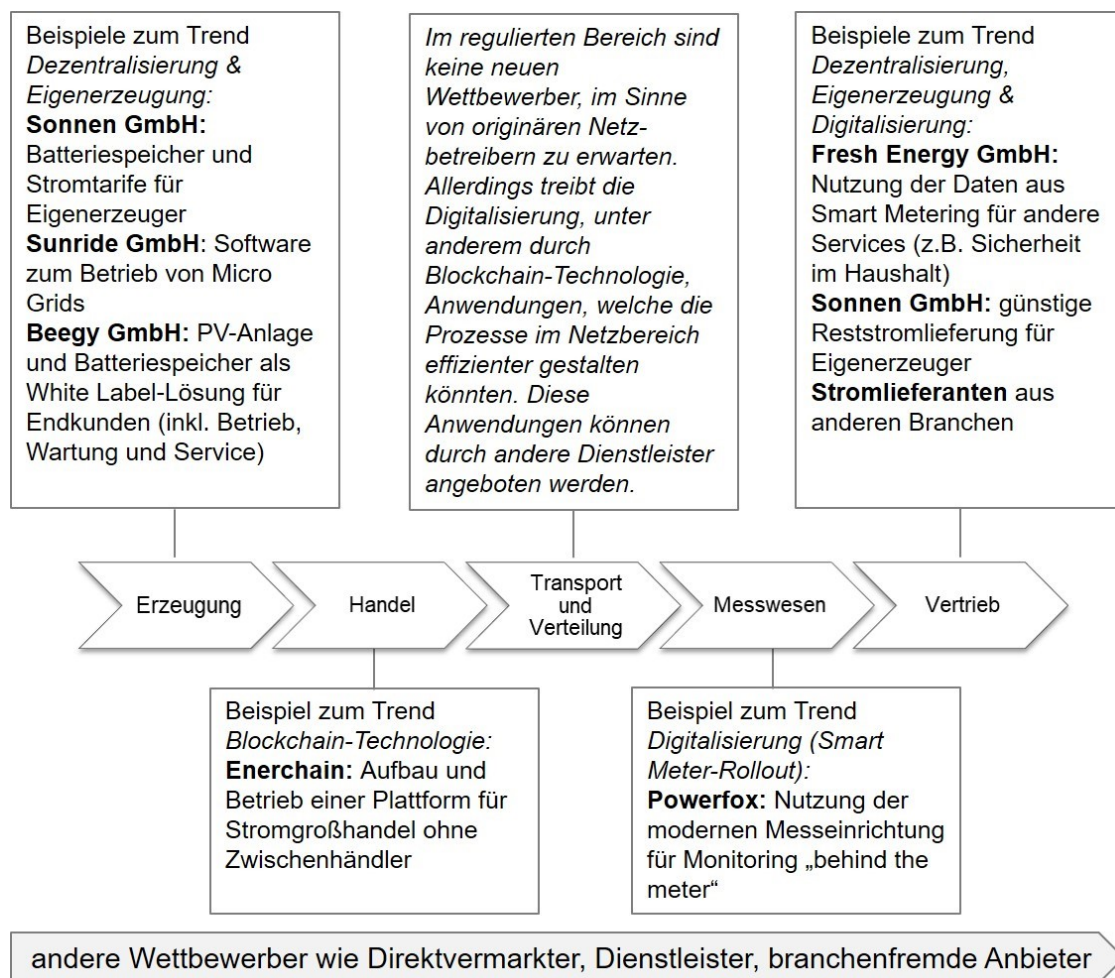 Beispiele zum Trend
Dezentralisierung &
Eigenerzeugung:
Sonnen GmbH:
Batteriespeicher und
Stromtarife für
Eigenerzeuger
Sunride GmbH: Software
zum Betrieb von Micro
Grids
Beegy GmbH: PV-Anlage
und Batteriespeicher als
White Label-Lösung für
Endkunden (inkl. Betrieb,
Wartung und Service)
Im regulierten Bereich sind
keine neuen
Wettbewerber, im Sinne
von originären Netz-
betreibern zu erwarten.
Allerdings treibt die
Digitalisierung, unter
anderem durch
Blockchain-Technologie,
Anwendungen, welche die
Prozesse im Netzbereich
effizienter gestalten
könnten. Diese
Anwendungen können
durch andere Dienstleister
angeboten werden.
Beispiele zum Trend
Dezentralisierung,
Eigenerzeugung &
Digitalisierung:
Fresh Energy GmbH:
Nutzung der Daten aus
Smart Metering für andere
Services (z.B. Sicherheit
im Haushalt)
Sonnen GmbH: günstige
Reststromlieferung für
Eigenerzeuger
Stromlieferanten aus
anderen Branchen
Erzeugung
Handel
Transport
und
Verteilung
Messwesen
Vertrieb
Beispiel zum Trend
Blockchain-Technologie:
Enerchain: Aufbau und
Betrieb einer Plattform für
Stromgroßhandel ohne
Zwischenhändler
Beispiel zum Trend
Digitalisierung (Smart
Meter-Rollout):
Powerfox: Nutzung der
modernen Messeinrichtung
für Monitoring „behind the
meter“
andere Wettbewerber wie Direktvermarkter, Dienstleister, branchenfremde Anbieter